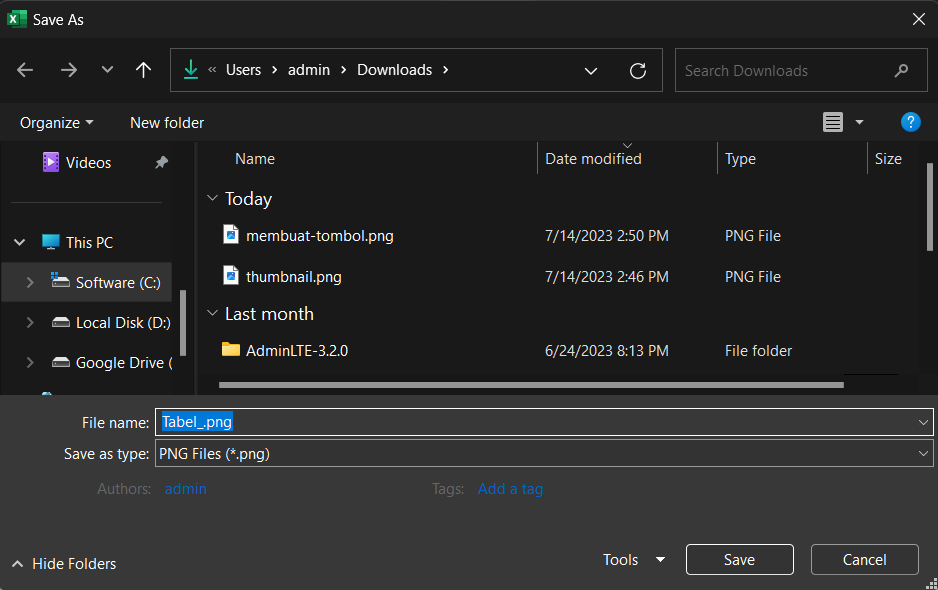 Save As
« Users > admin > Downloads >
Search Downloads
Organize New folder
?
Videos
This PC
Software (C:)
Local Disk (D:)
Google Drive (
Name Date modified Type Size
Today
membuat-tombol.png 7/14/2023 2:50 PM PNG File
thumbnail.png 7/14/2023 2:46 PM PNG File
Last month
AdminLTE-3.2.0 6/24/2023 8:13 PM File folder
File name: Tabel_.png
Save as type: PNG Files (*.png)
Authors: admin Tags: Add a tag
Hide Folders Tools Save Cancel